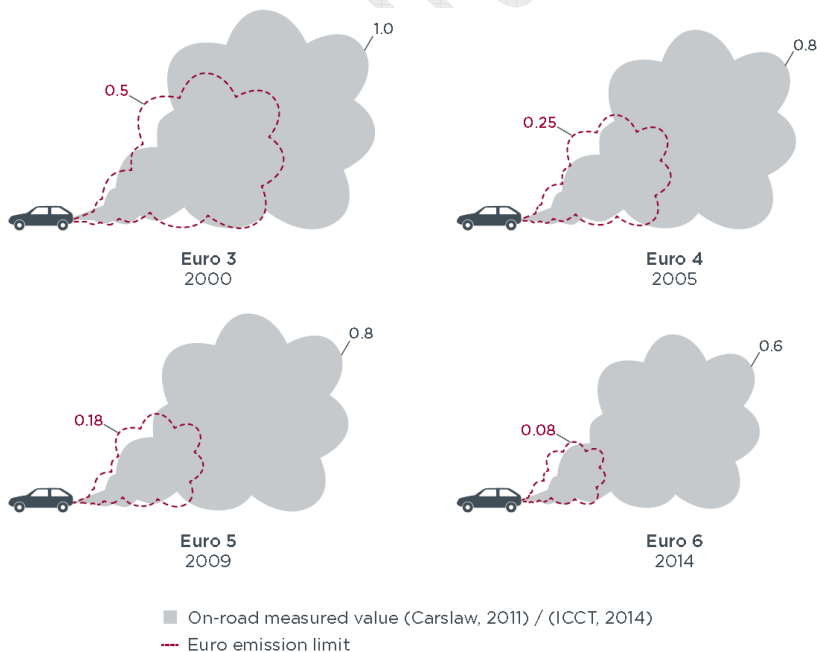 1.0
0.5
Euro 3
2000
0.8
0.25
Euro 4
2005
0.8
0.18
Euro 5
2009
0.6
0.08
Euro 6
2014
On-road measured value (Carslaw, 2011) / (ICCT, 2014)
Euro emission limit